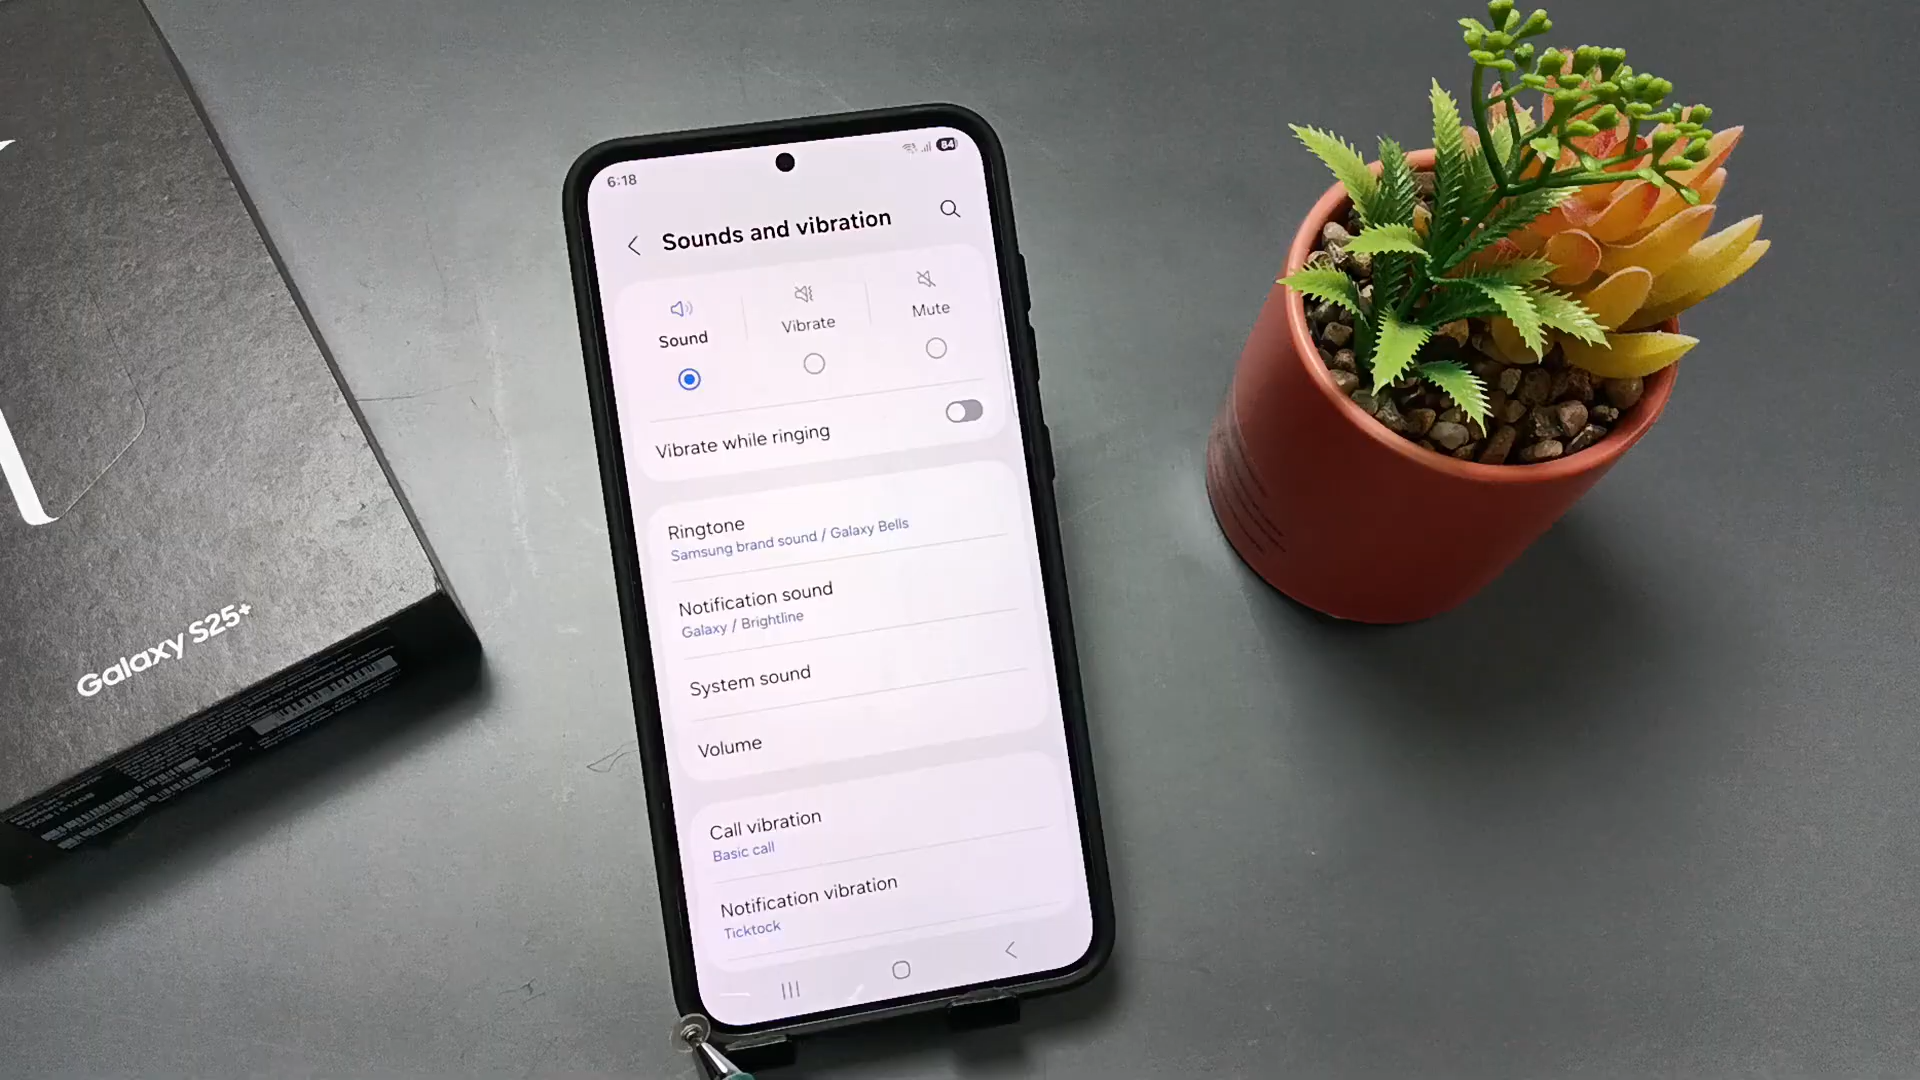 6:18
84
Sounds and vibration
Sound
Vibrate
Mute
Vibrate while ringing
Ringtone
Samsung brand sound / Galaxy Bells
Notification sound
Galaxy / Brightline
System sound
Volume
Call vibration
Basic call
Notification vibration
Ticktock
Galaxy S25+